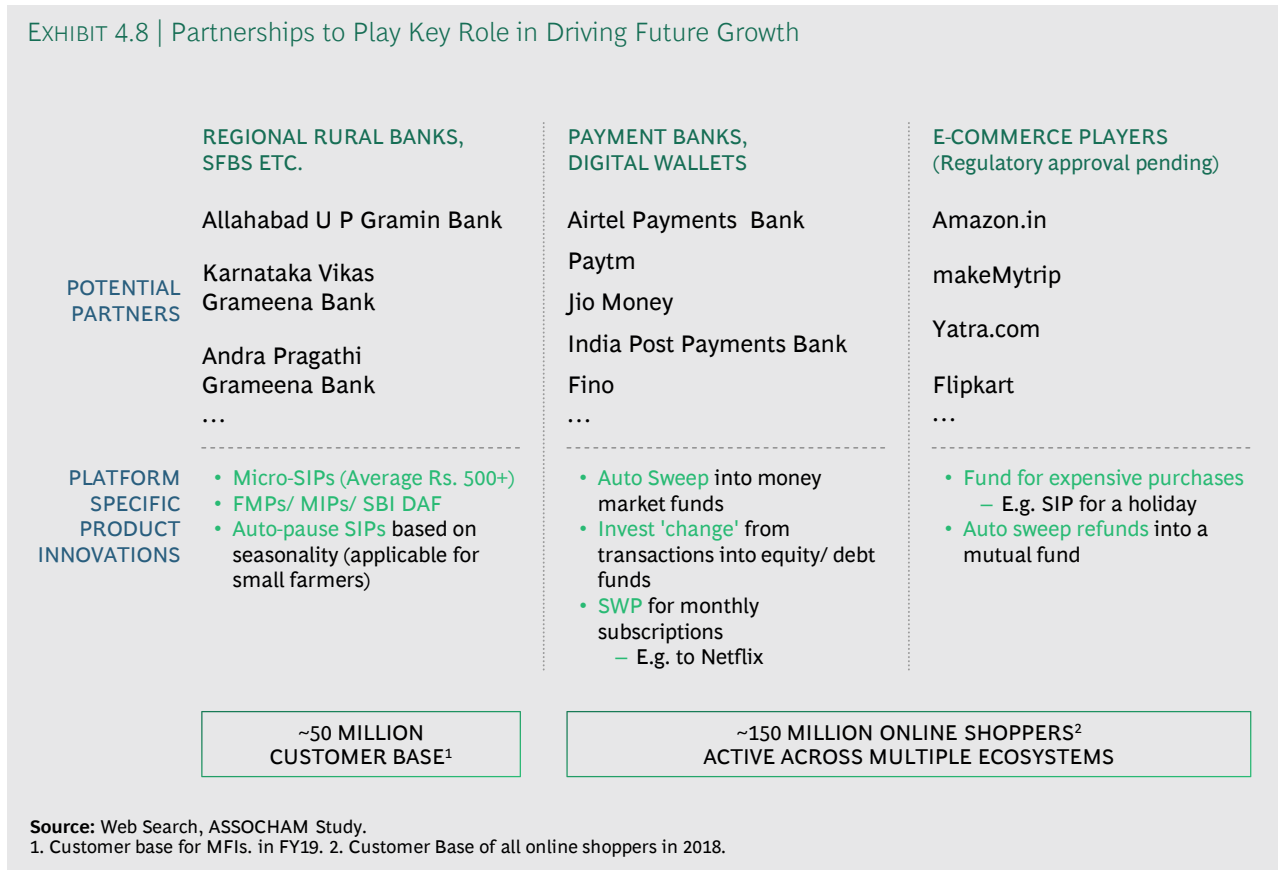 EXHIBIT 4.8 | Partnerships to Play Key Role in Driving Future Growth
REGIONAL RURAL BANKS,
SFBS ETC.
PAYMENT BANKS,
DIGITAL WALLETS
E-COMMERCE PLAYERS
(Regulatory approval pending)
POTENTIAL
PARTNERS
Allahabad U P Gramin Bank
Karnataka Vikas
Grameena Bank
Andra Pragathi
Grameena Bank
...
Airtel Payments Bank
Paytm
Jio Money
India Post Payments Bank
Fino
...
Amazon.in
makeMytrip
Yatra.com
Flipkart
...
PLATFORM
SPECIFIC
PRODUCT
INNOVATIONS
• Micro-SIPs (Average Rs. 500+)
• FMPs/ MIPs/ SBI DAF
• Auto-pause SIPs based on
seasonality (applicable for
small farmers)
• Auto Sweep into money
market funds
• Invest 'change' from
transactions into equity/ debt
funds
• SWP for monthly
subscriptions
– E.g. to Netflix
• Fund for expensive purchases
– E.g. SIP for a holiday
• Auto sweep refunds into a
mutual fund
~50 MILLION
CUSTOMER BASE¹
~150 MILLION ONLINE SHOPPERS²
ACTIVE ACROSS MULTIPLE ECOSYSTEMS
Source: Web Search, ASSOCHAM Study.
1. Customer base for MFIs. in FY19. 2. Customer Base of all online shoppers in 2018.